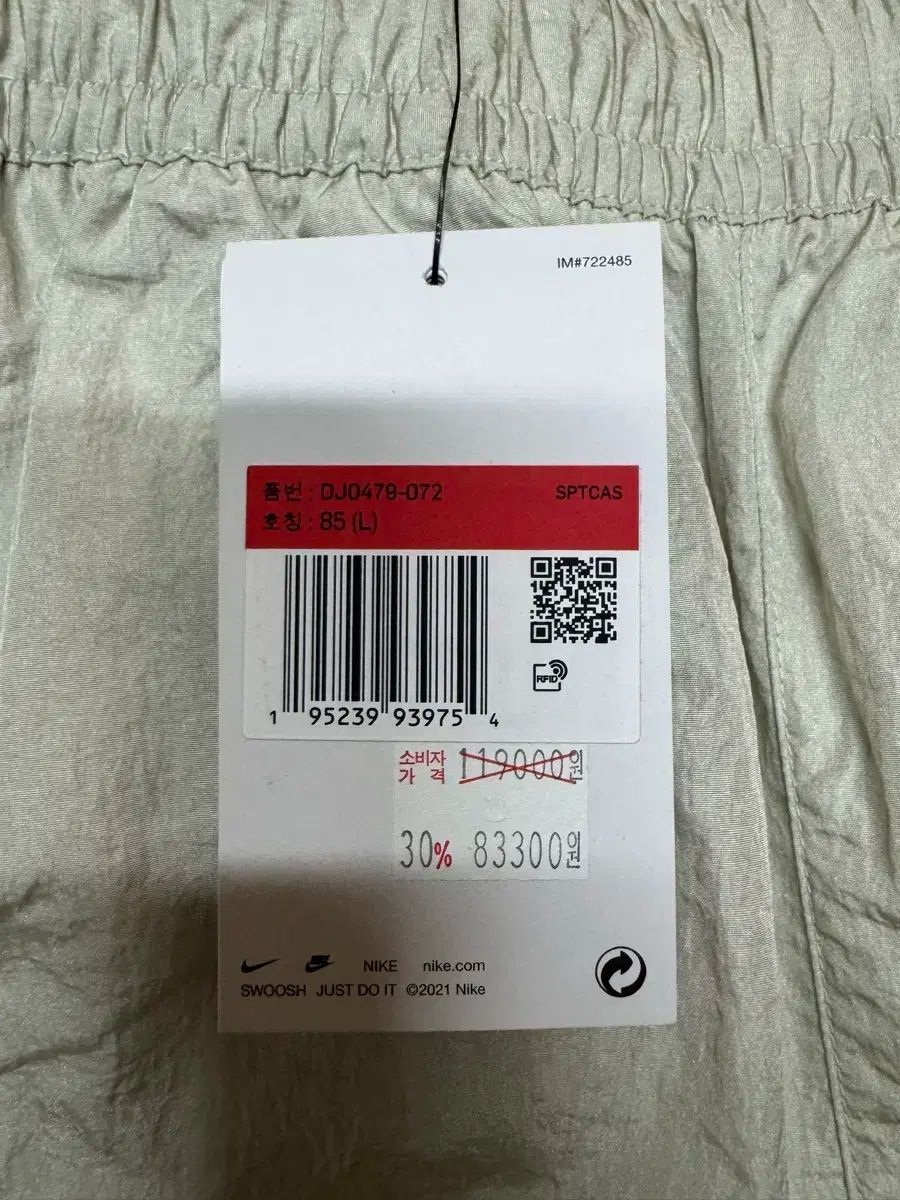 IM#722485
품번 : DJ0479-072 SPTCAS
호칭 : 85 (L)
RFID
1 95239 93975 4
소비자
가 격 119000원
30% 83300원
NIKE nike.com
SWOOSH JUST DO IT ©2021 Nike